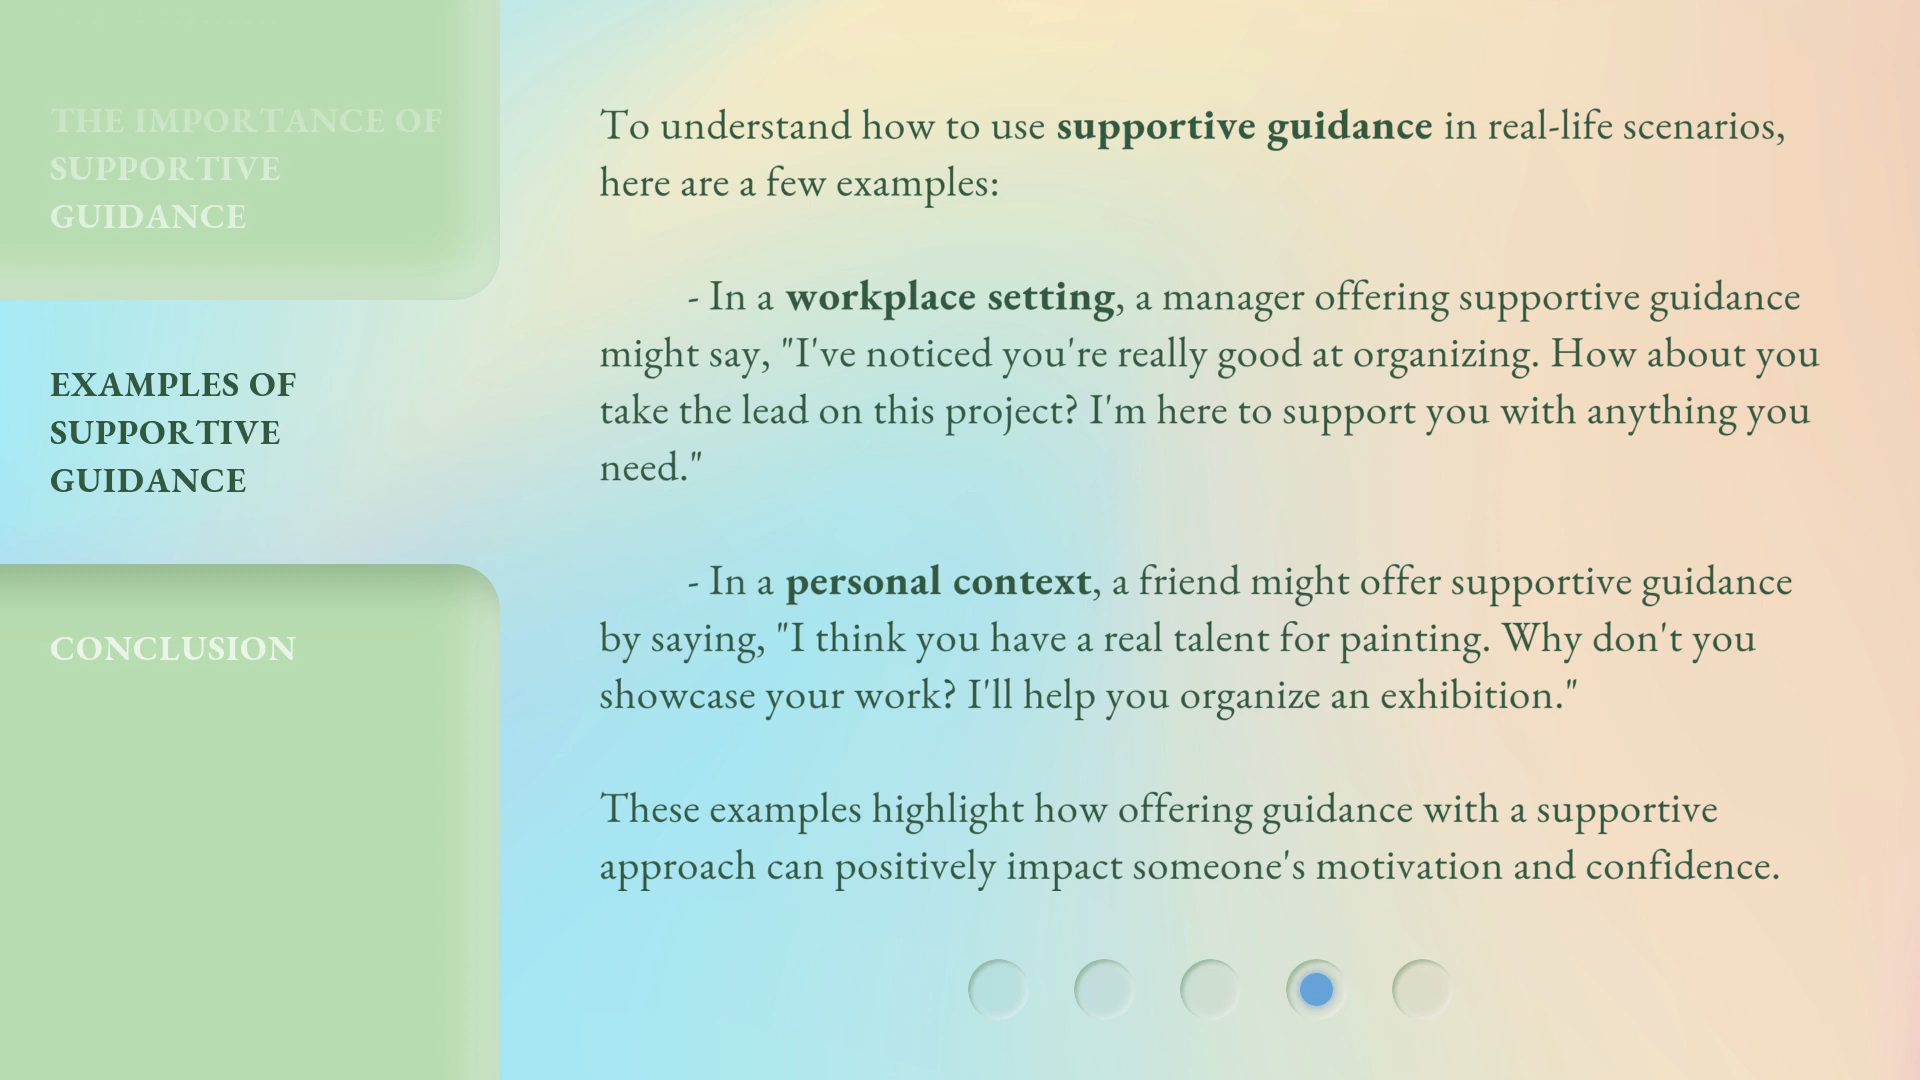 THE IMPORTANCE OF
SUPPORTIVE
GUIDANCE
EXAMPLES OF
SUPPORTIVE
GUIDANCE
CONCLUSION
To understand how to use supportive guidance in real-life scenarios,
here are a few examples:
- In a workplace setting, a manager offering supportive guidance
might say, "I've noticed you're really good at organizing. How about you
take the lead on this project? I'm here to support you with anything you
need."
- In a personal context, a friend might offer supportive guidance
by saying, "I think you have a real talent for painting. Why don't you
showcase your work? I'll help you organize an exhibition."
These examples highlight how offering guidance with a supportive
approach can positively impact someone's motivation and confidence.